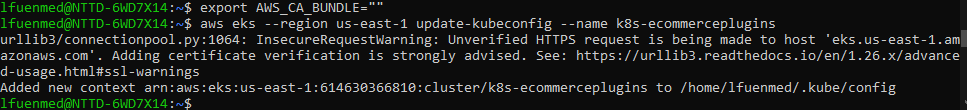 lfuenmed@NTTD-6WD7X14:~$ export AWS_CA_BUNDLE=""
lfuenmed@NTTD-6WD7X14:~$ aws eks --region us-east-1 update-kubeconfig --name k8s-ecommerceplugins
urllib3/connectionpool.py:1064: InsecureRequestWarning: Unverified HTTPS request is being made to host 'eks.us-east-1.am
azonaws.com'. Adding certificate verification is strongly advised. See: https://urllib3.readthedocs.io/en/1.26.x/advance
d-usage.html#ssl-warnings
Added new context arn:aws:eks:us-east-1:614630366810:cluster/k8s-ecommerceplugins to /home/lfuenmed/.kube/config
lfuenmed@NTTD-6WD7X14:~$